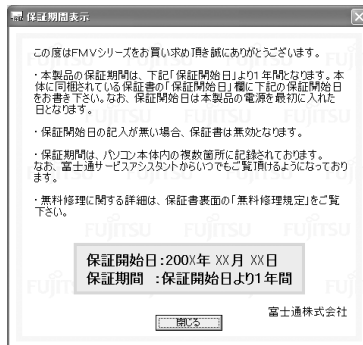 保証期間表示
この度はFMVシリーズをお買い求め頂き誠にありがとうございます。
・本製品の保証期間は、下記「保証開始日」より1年間となります。本
体に同梱されている保証書の「保証開始日」欄に下記の保証開始日
をお書き下さい。なお、保証開始日は本製品の電源を最初に入れた
日となります。
・保証開始日の記入が無い場合、保証書は無効となります。
・保証期間は、パソコン本体内の複数箇所に記録されております。
なお、富士通サービスアシスタントからいつでもご覧頂けるようになっており
ます。
・無料修理に関する詳細は、保証書裏面の「無料修理規定」をご覧
下さい。
保証開始日:200X年 XX月 XX日
保証期間 :保証開始日より1年間
富士通株式会社
閉じる